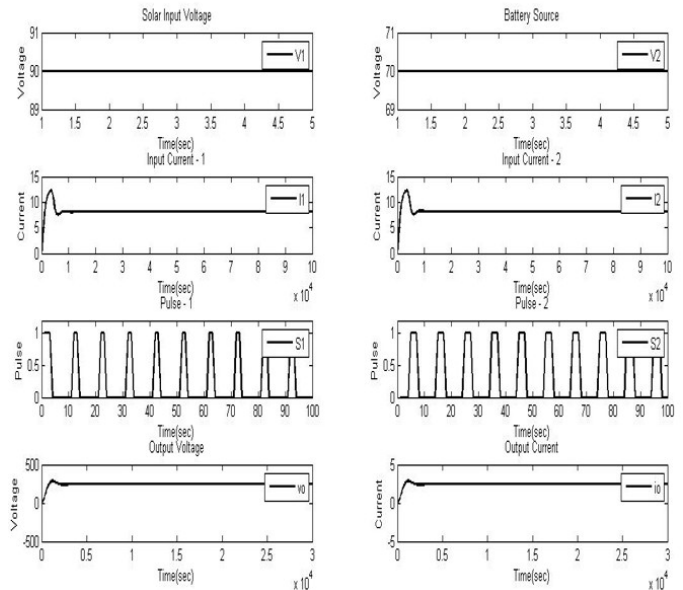 Solar Input Voltage
91
90
89
Voltage
V1
1 1.5 2 2.5 3 3.5 4 4.5 5
Time(sec)
Battery Source
71
70
69
Voltage
V2
1 1.5 2 2.5 3 3.5 4 4.5 5
Time(sec)
Input Current - 1
15
10
5
0
Current
I1
0 1 2 3 4 5 6 7 8 9 10
Time(sec)
x 10^4
Input Current - 2
15
10
5
0
Current
I2
0 1 2 3 4 5 6 7 8 9 10
Time(sec)
x 10^4
Pulse - 1
1
0.5
0
Pulse
S1
0 10 20 30 40 50 60 70 80 90 100
Time(sec)
Pulse - 2
1
0.5
0
Pulse
S2
0 10 20 30 40 50 60 70 80 90 100
Time(sec)
Output Voltage
500
0
-500
Voltage
vo
0 0.5 1 1.5 2 2.5 3
Time(sec)
x 10^4
Output Current
5
0
-5
Current
io
0 0.5 1 1.5 2 2.5 3
Time(sec)
x 10^4